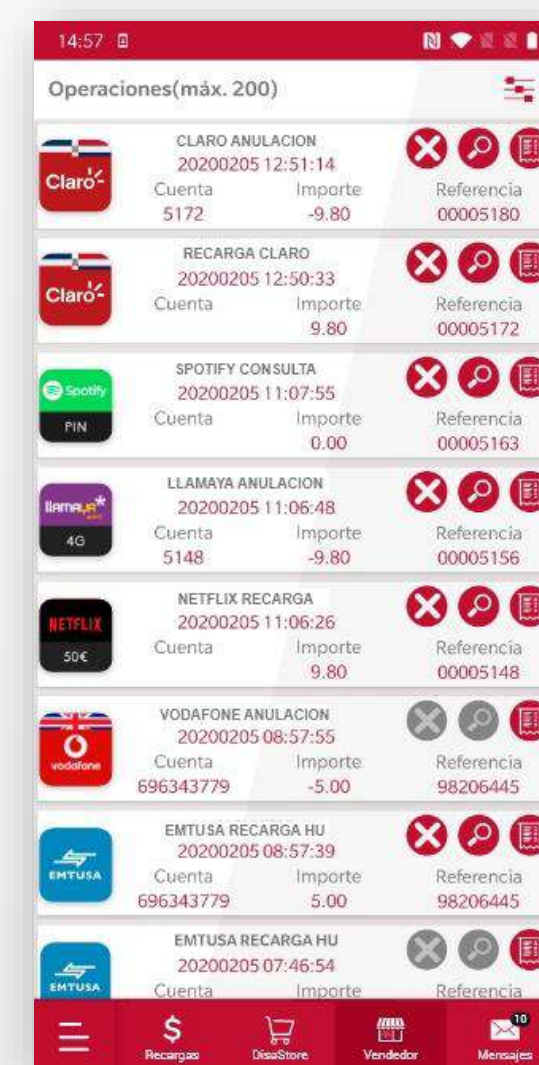 14:57
Operaciones(máx. 200)
CLARO ANULACION
20200205 12:51:14
Claro
Cuenta Importe Referencia
5172 -9.80 00005180
RECARGA CLARO
20200205 12:50:33
Claro
Cuenta Importe Referencia
9.80 00005172
SPOTIFY CONSULTA
20200205 11:07:55
Spotify
PIN
Cuenta Importe Referencia
0.00 00005163
LLAMAYA ANULACION
20200205 11:06:48
llamaya*
4G
Cuenta Importe Referencia
5148 -9.80 00005156
NETFLIX RECARGA
20200205 11:06:26
NETFLIX
50€
Cuenta Importe Referencia
9.80 00005148
VODAFONE ANULACION
20200205 08:57:55
vodafone
Cuenta Importe Referencia
696343779 -5.00 98206445
EMTUSA RECARGA HU
20200205 08:57:39
EMTUSA
Cuenta Importe Referencia
696343779 5.00 98206445
EMTUSA RECARGA HU
20200205 07:46:54
EMTUSA
Cuenta Importe Referencia
10
Recargas DisaStore Vendedor Mensajes